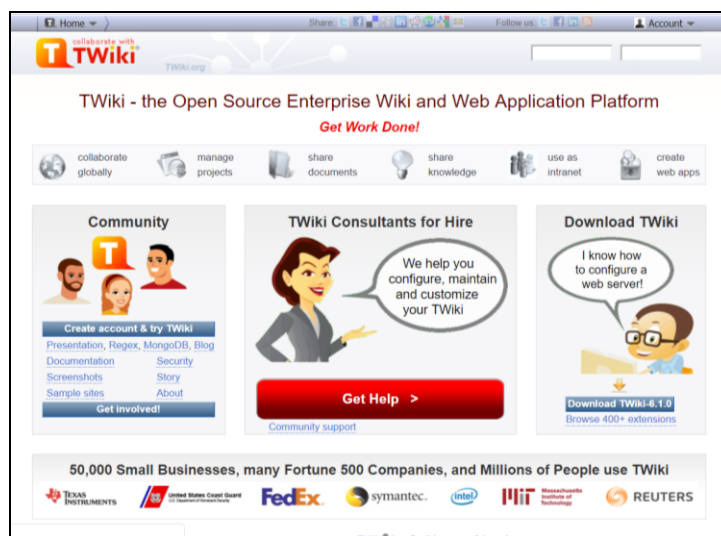 Home
Share:
Follow us:
Account
collaborate with
TWiki
TWiki.org
TWiki - the Open Source Enterprise Wiki and Web Application Platform
Get Work Done!
collaborate
globally
manage
projects
share
documents
share
knowledge
use as
intranet
create
web apps
Community
T
Create account & try TWiki
Presentation, Regex, MongoDB, Blog
Documentation Security
Screenshots Story
Sample sites About
Get involved!
TWiki Consultants for Hire
We help you
configure, maintain
and customize
your TWiki
Get Help >
Community support
Download TWiki
I know how
to configure a
web server!
Download TWiki-6.1.0
Browse 400+ extensions
50,000 Small Businesses, many Fortune 500 Companies, and Millions of People use TWiki
TEXAS
INSTRUMENTS
United States Coast Guard
U.S. Department of Homeland Security
FedEx
symantec.
intel
MIT
Massachusetts
Institute of
Technology
REUTERS